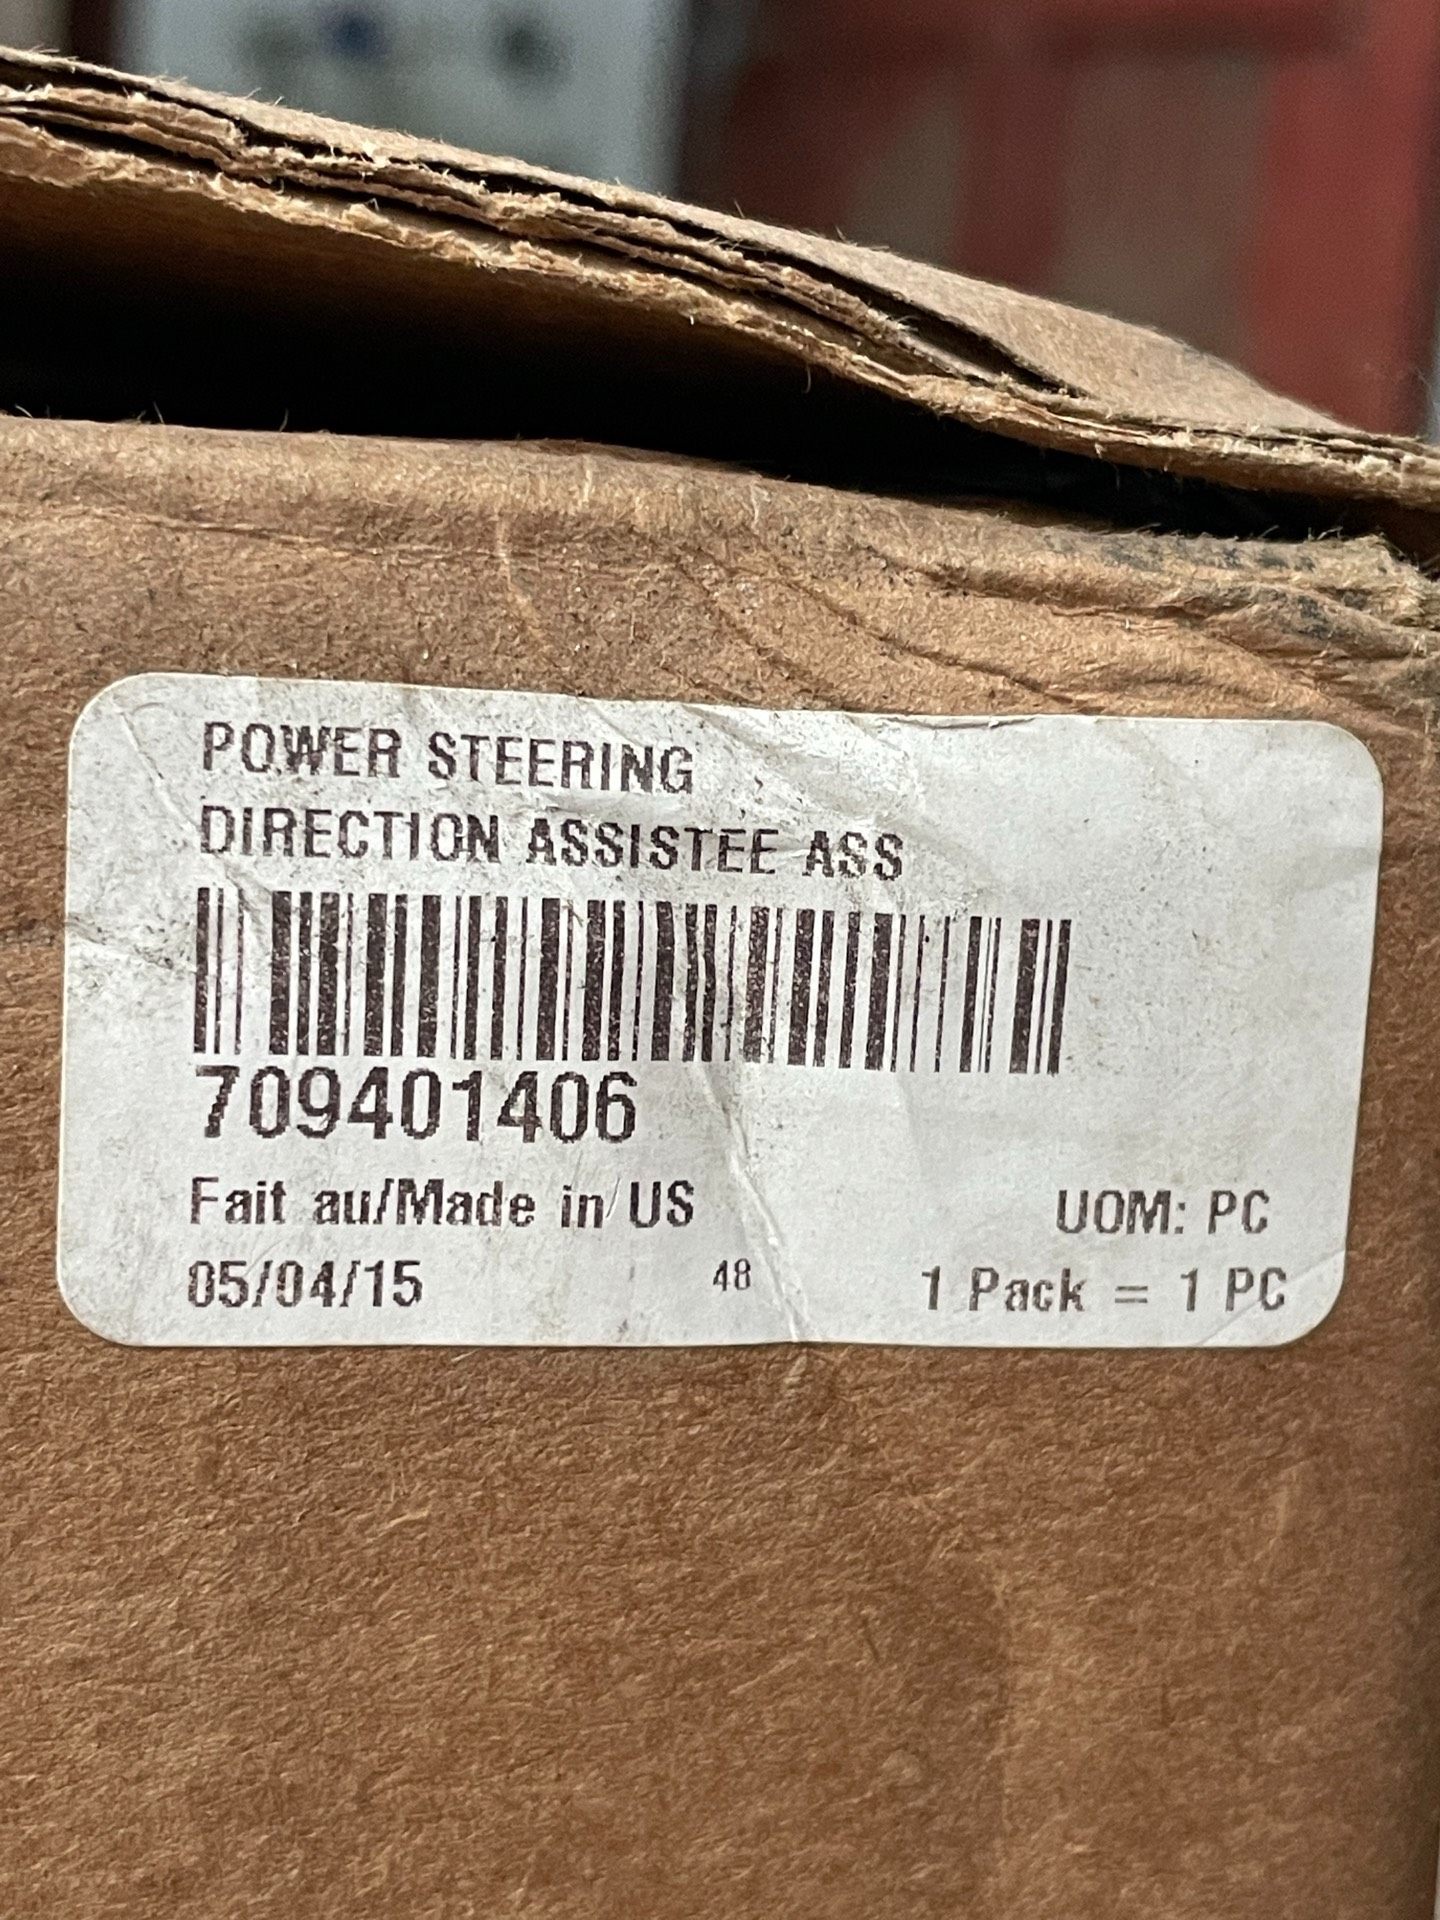 POWER STEERING
DIRECTION ASSISTEE ASS
709401406
Fait au/Made in US
UOM: PC
05/04/15
48
1 Pack = 1 PC